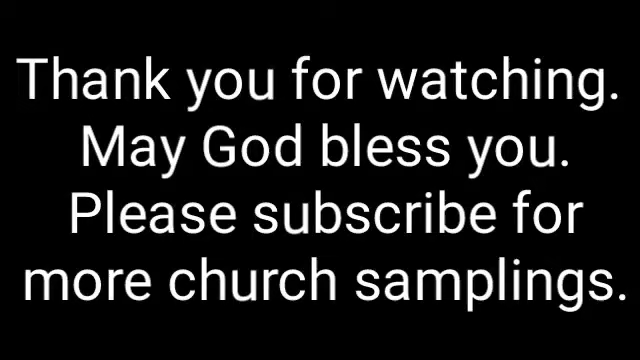 Thank you for watching.
May God bless you.
Please subscribe for
more church samplings.